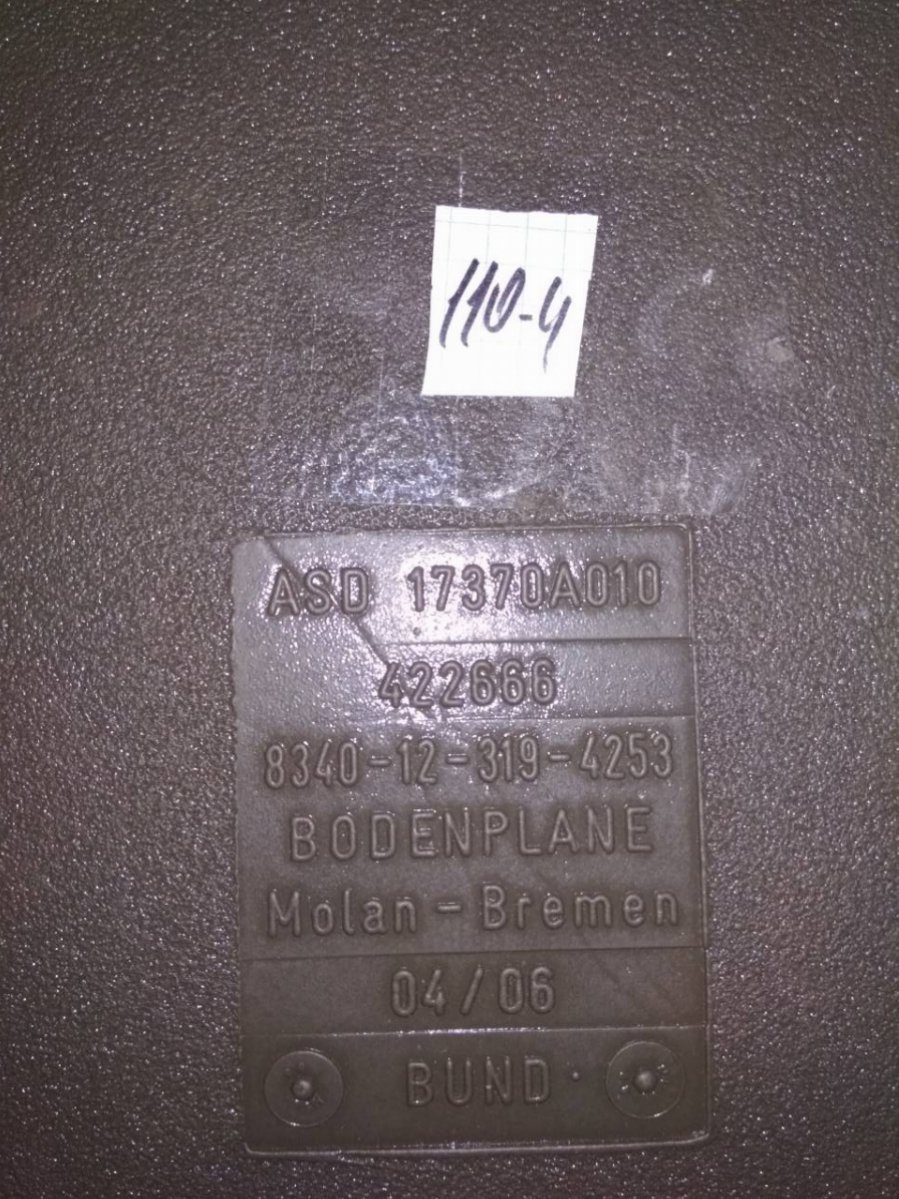 110-4
ASD 17370A010
422666
8340-12-319-4253
BODENPLANE
Molan-Bremen
04/06
BUND